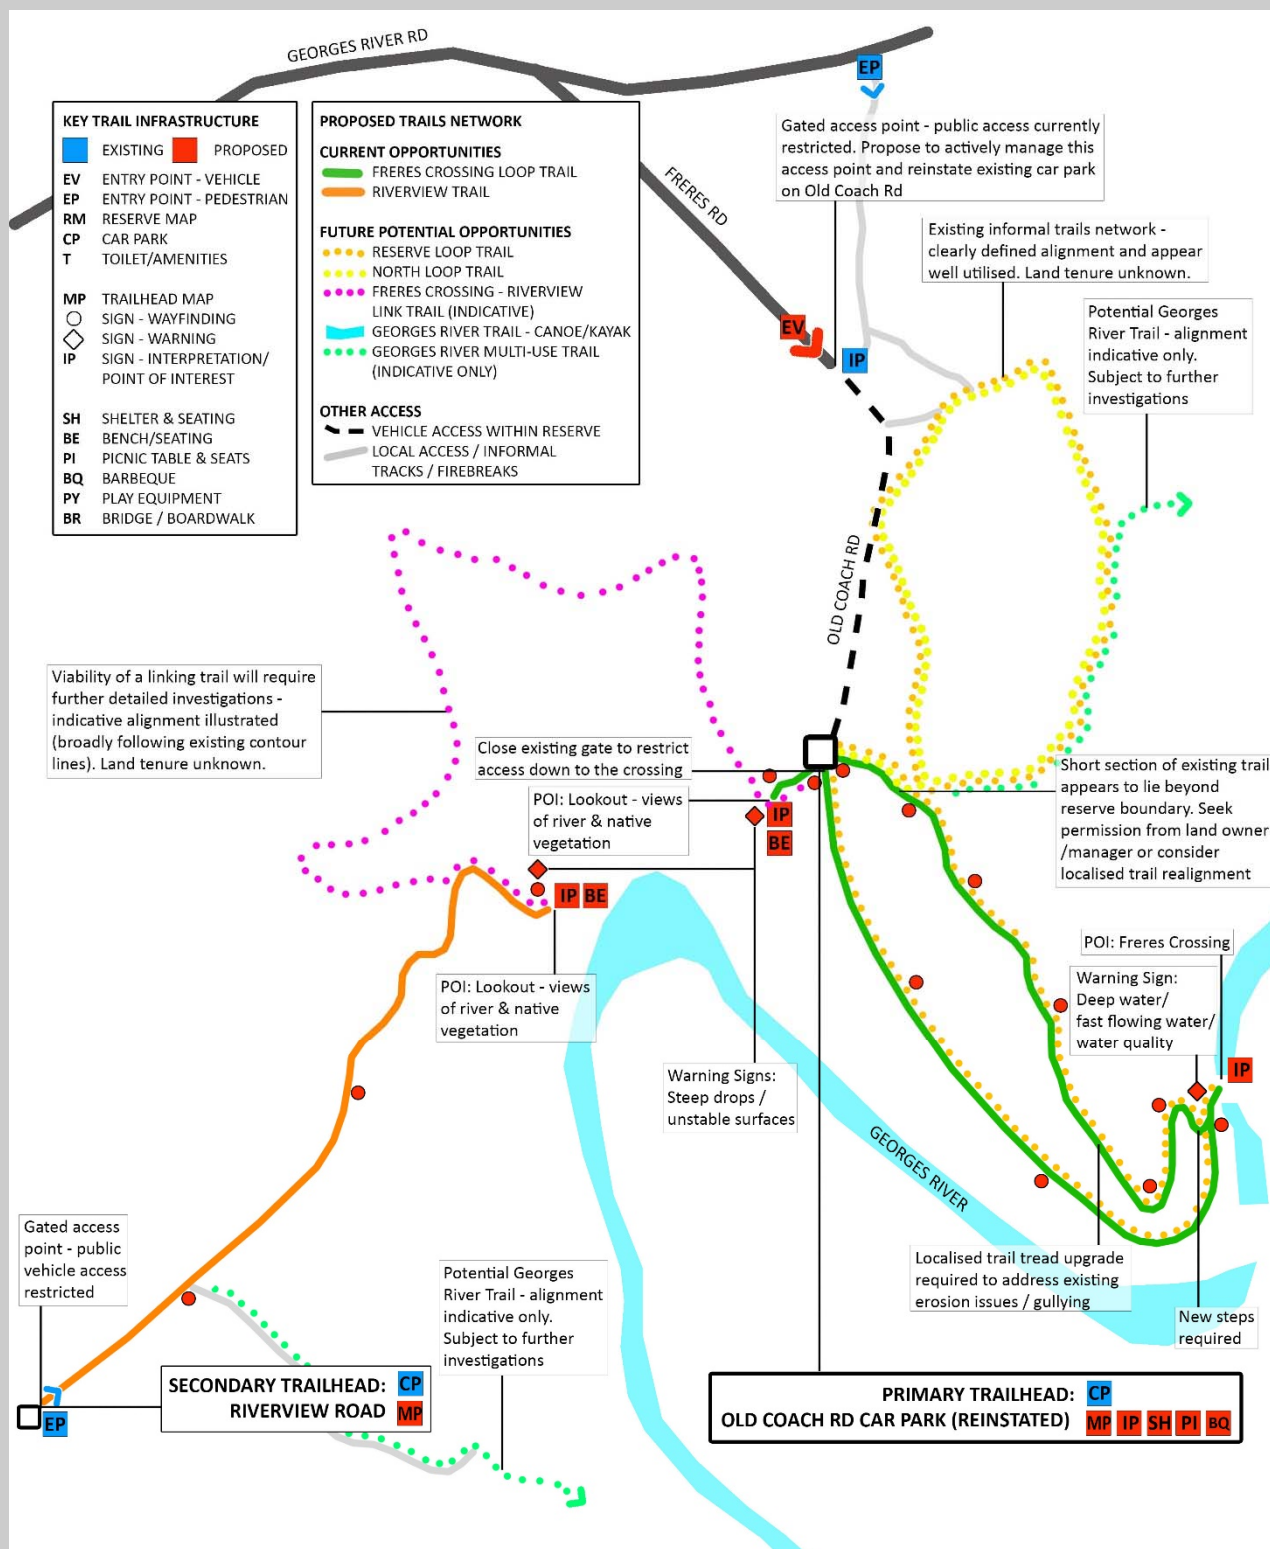 GEORGES RIVER RD
EP
KEY TRAIL INFRASTRUCTURE
EXISTING PROPOSED
EV ENTRY POINT - VEHICLE
EP ENTRY POINT - PEDESTRIAN
RM RESERVE MAP
CP CAR PARK
T TOILET/AMENITIES
MP TRAILHEAD MAP
SIGN - WAYFINDING
SIGN - WARNING
IP SIGN - INTERPRETATION/
POINT OF INTEREST
SH SHELTER & SEATING
BE BENCH/SEATING
PI PICNIC TABLE & SEATS
BQ BARBEQUE
PY PLAY EQUIPMENT
BR BRIDGE / BOARDWALK
PROPOSED TRAILS NETWORK
CURRENT OPPORTUNITIES
FRERES CROSSING LOOP TRAIL
RIVERVIEW TRAIL
FUTURE POTENTIAL OPPORTUNITIES
RESERVE LOOP TRAIL
NORTH LOOP TRAIL
FRERES CROSSING - RIVERVIEW
LINK TRAIL (INDICATIVE)
GEORGES RIVER TRAIL - CANOE/KAYAK
GEORGES RIVER MULTI-USE TRAIL
(INDICATIVE ONLY)
OTHER ACCESS
VEHICLE ACCESS WITHIN RESERVE
LOCAL ACCESS / INFORMAL
TRACKS / FIREBREAKS
FRERES RD
Gated access point - public access currently
restricted. Propose to actively manage this
access point and reinstate existing car park
on Old Coach Rd
Existing informal trails network -
clearly defined alignment and appear
well utilised. Land tenure unknown.
Potential Georges
River Trail - alignment
indicative only.
Subject to further
investigations
EV
IP
OLD COACH RD
Viability of a linking trail will require
further detailed investigations -
indicative alignment illustrated
(broadly following existing contour
lines). Land tenure unknown.
Close existing gate to restrict
access down to the crossing
Short section of existing trail
appears to lie beyond
reserve boundary. Seek
permission from land owner
/manager or consider
localised trail realignment
POI: Lookout - views
of river & native
vegetation
IP
BE
IP BE
POI: Lookout - views
of river & native
vegetation
POI: Freres Crossing
Warning Sign:
Deep water/
fast flowing water/
water quality
IP
Warning Signs:
Steep drops /
unstable surfaces
GEORGES RIVER
Gated access
point - public
vehicle access
restricted
Potential Georges
River Trail - alignment
indicative only.
Subject to further
investigations
Localised trail tread upgrade
required to address existing
erosion issues / gullying
New steps
required
SECONDARY TRAILHEAD: CP
RIVERVIEW ROAD MP
EP
PRIMARY TRAILHEAD: CP
OLD COACH RD CAR PARK (REINSTATED) MP IP SH PI BQ